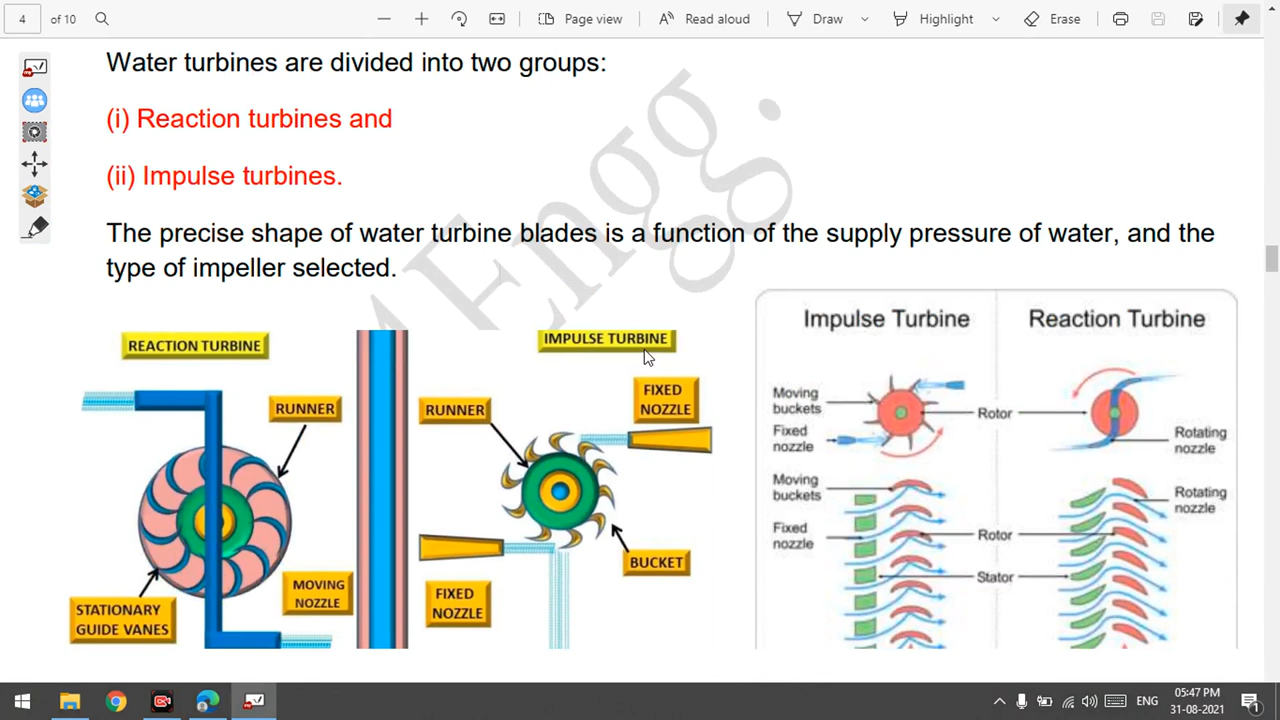 4 of 10
Page view
Read aloud
Draw
Highlight
Erase
Water turbines are divided into two groups:
(i) Reaction turbines and
(ii) Impulse turbines.
The precise shape of water turbine blades is a function of the supply pressure of water, and the
type of impeller selected.
Engg.
REACTION TURBINE
RUNNER
STATIONARY
GUIDE VANES
MOVING
NOZZLE
IMPULSE TURBINE
RUNNER
FIXED
NOZZLE
FIXED
NOZZLE
BUCKET
Impulse Turbine
Reaction Turbine
Moving
buckets
Fixed
nozzle
Rotor
Rotating
nozzle
Moving
buckets
Fixed
nozzle
Rotor
Stator
Rotating
nozzle
ENG
05:47 PM
31-08-2021
1